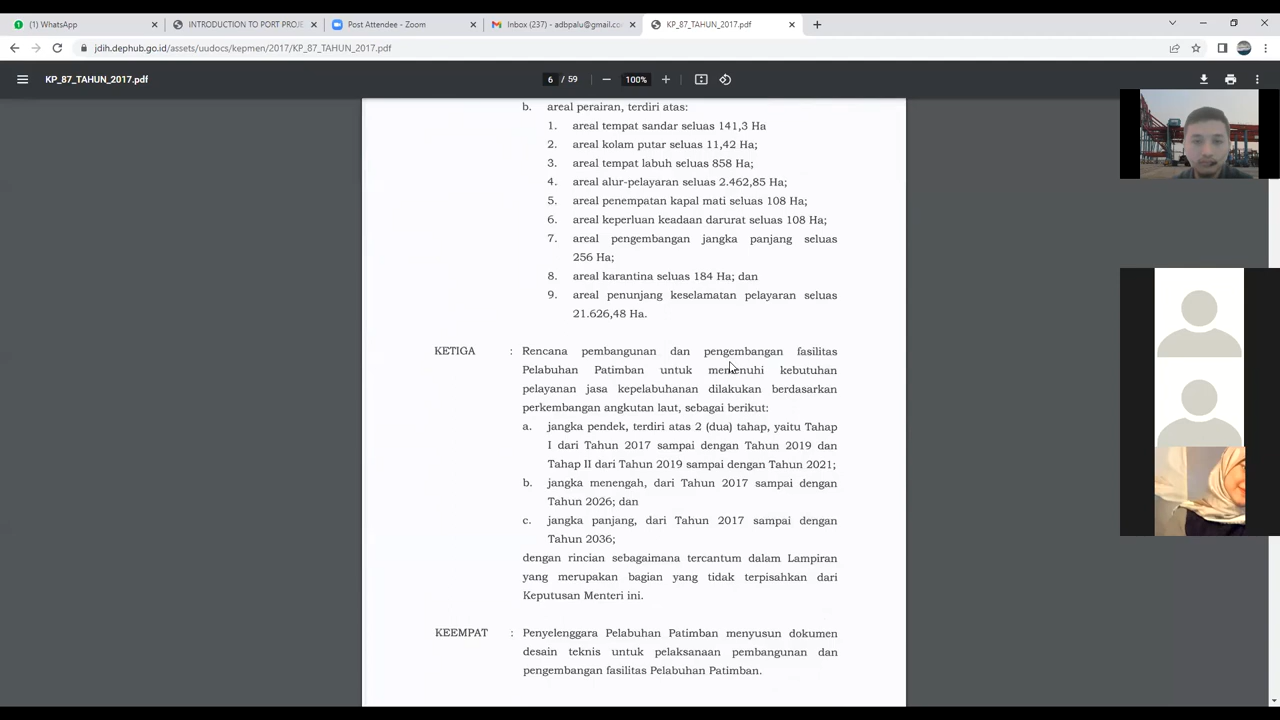 WhatsApp
INTRODUCTION TO PORT PROJ
Post Attendee - Zoom
Inbox (237) - adbpalu@gmail.co
KP_87_TAHUN_2017.pdf
jdih.dephub.go.id/assets/uudocs/kepmen/2017/KP_87_TAHUN_2017.pdf
KP_87_TAHUN_2017.pdf
6 / 59
100%
b. areal perairan, terdiri atas:
1. areal tempat sandar seluas 141,3 Ha
2. areal kolam putar seluas 11,42 Ha;
3. areal tempat labuh seluas 858 Ha;
4. areal alur-pelayaran seluas 2.462,85 Ha;
5. areal penempatan kapal mati seluas 108 Ha;
6. areal keperluan keadaan darurat seluas 108 Ha;
7. areal pengembangan jangka panjang seluas
256 Ha;
8. areal karantina seluas 184 Ha; dan
9. areal penunjang keselamatan pelayaran seluas
21.626,48 Ha.
KETIGA : Rencana pembangunan dan pengembangan fasilitas
Pelabuhan Patimban untuk memenuhi kebutuhan
pelayanan jasa kepelabuhanan dilakukan berdasarkan
perkembangan angkutan laut, sebagai berikut:
a. jangka pendek, terdiri atas 2 (dua) tahap, yaitu Tahap
I dari Tahun 2017 sampai dengan Tahun 2019 dan
Tahap II dari Tahun 2019 sampai dengan Tahun 2021;
b. jangka menengah, dari Tahun 2017 sampai dengan
Tahun 2026; dan
c. jangka panjang, dari Tahun 2017 sampai dengan
Tahun 2036;
dengan rincian sebagaimana tercantum dalam Lampiran
yang merupakan bagian yang tidak terpisahkan dari
Keputusan Menteri ini.
KEEMPAT : Penyelenggara Pelabuhan Patimban menyusun dokumen
desain teknis untuk pelaksanaan pembangunan dan
pengembangan fasilitas Pelabuhan Patimban.